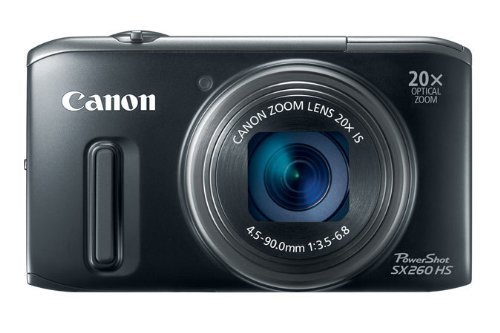 Canon
20×
OPTICAL
ZOOM
CANON ZOOM LENS 20X IS
4.5-90.0mm 1:3.5-6.8
PowerShot
SX260 HS